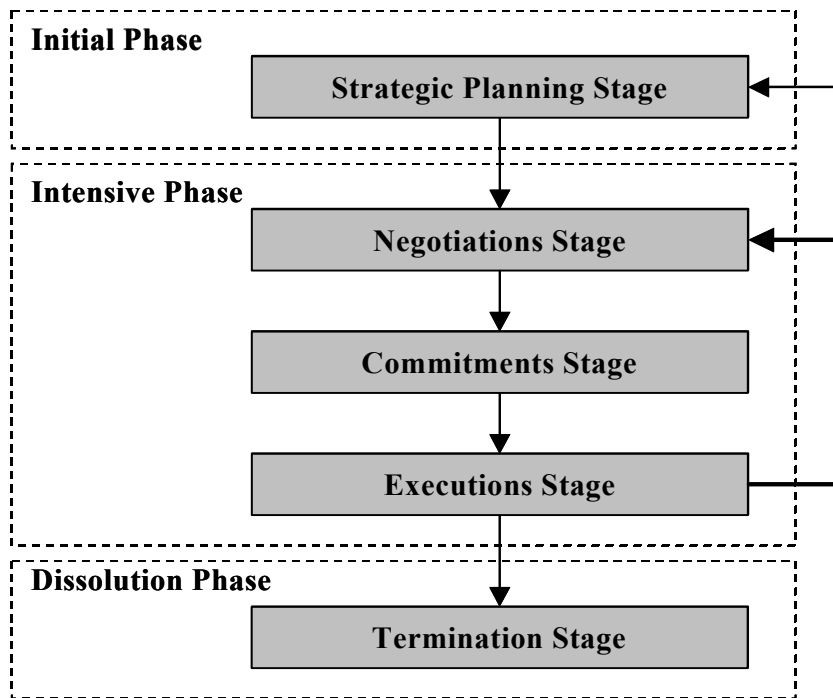 Initial Phase
Strategic Planning Stage
Intensive Phase
Negotiations Stage
Commitments Stage
Executions Stage
Dissolution Phase
Termination Stage